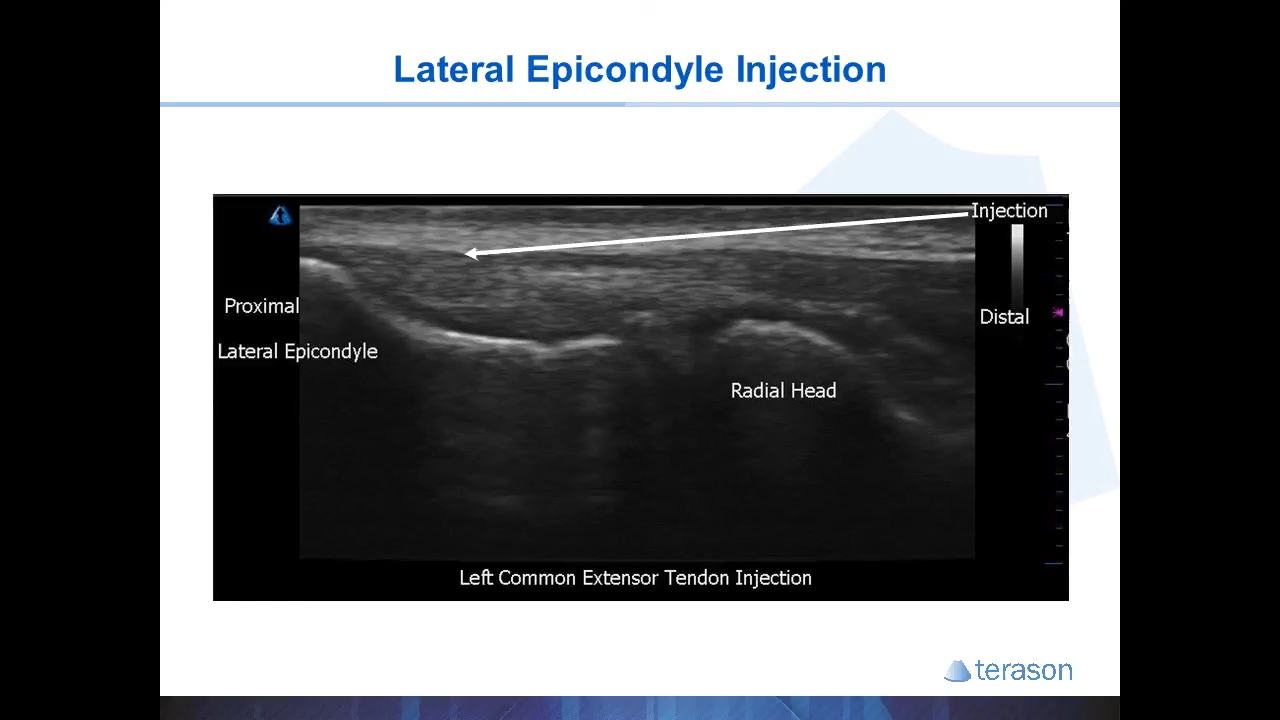 Lateral Epicondyle Injection
Injection
Proximal
Distal
Lateral Epicondyle
Radial Head
Left Common Extensor Tendon Injection
terason